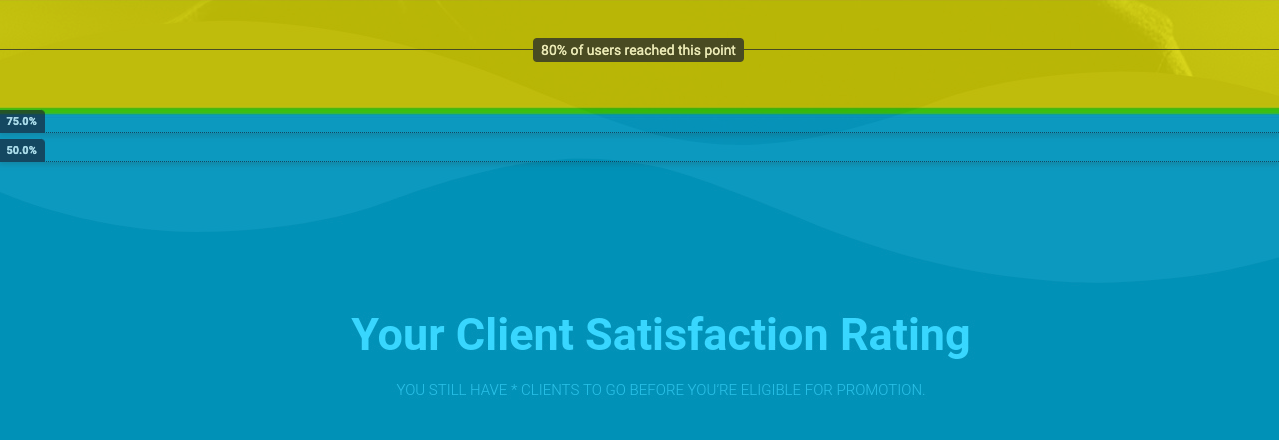 80% of users reached this point
75.0%
50.0%
Your Client Satisfaction Rating
YOU STILL HAVE * CLIENTS TO GO BEFORE YOU'RE ELIGIBLE FOR PROMOTION.